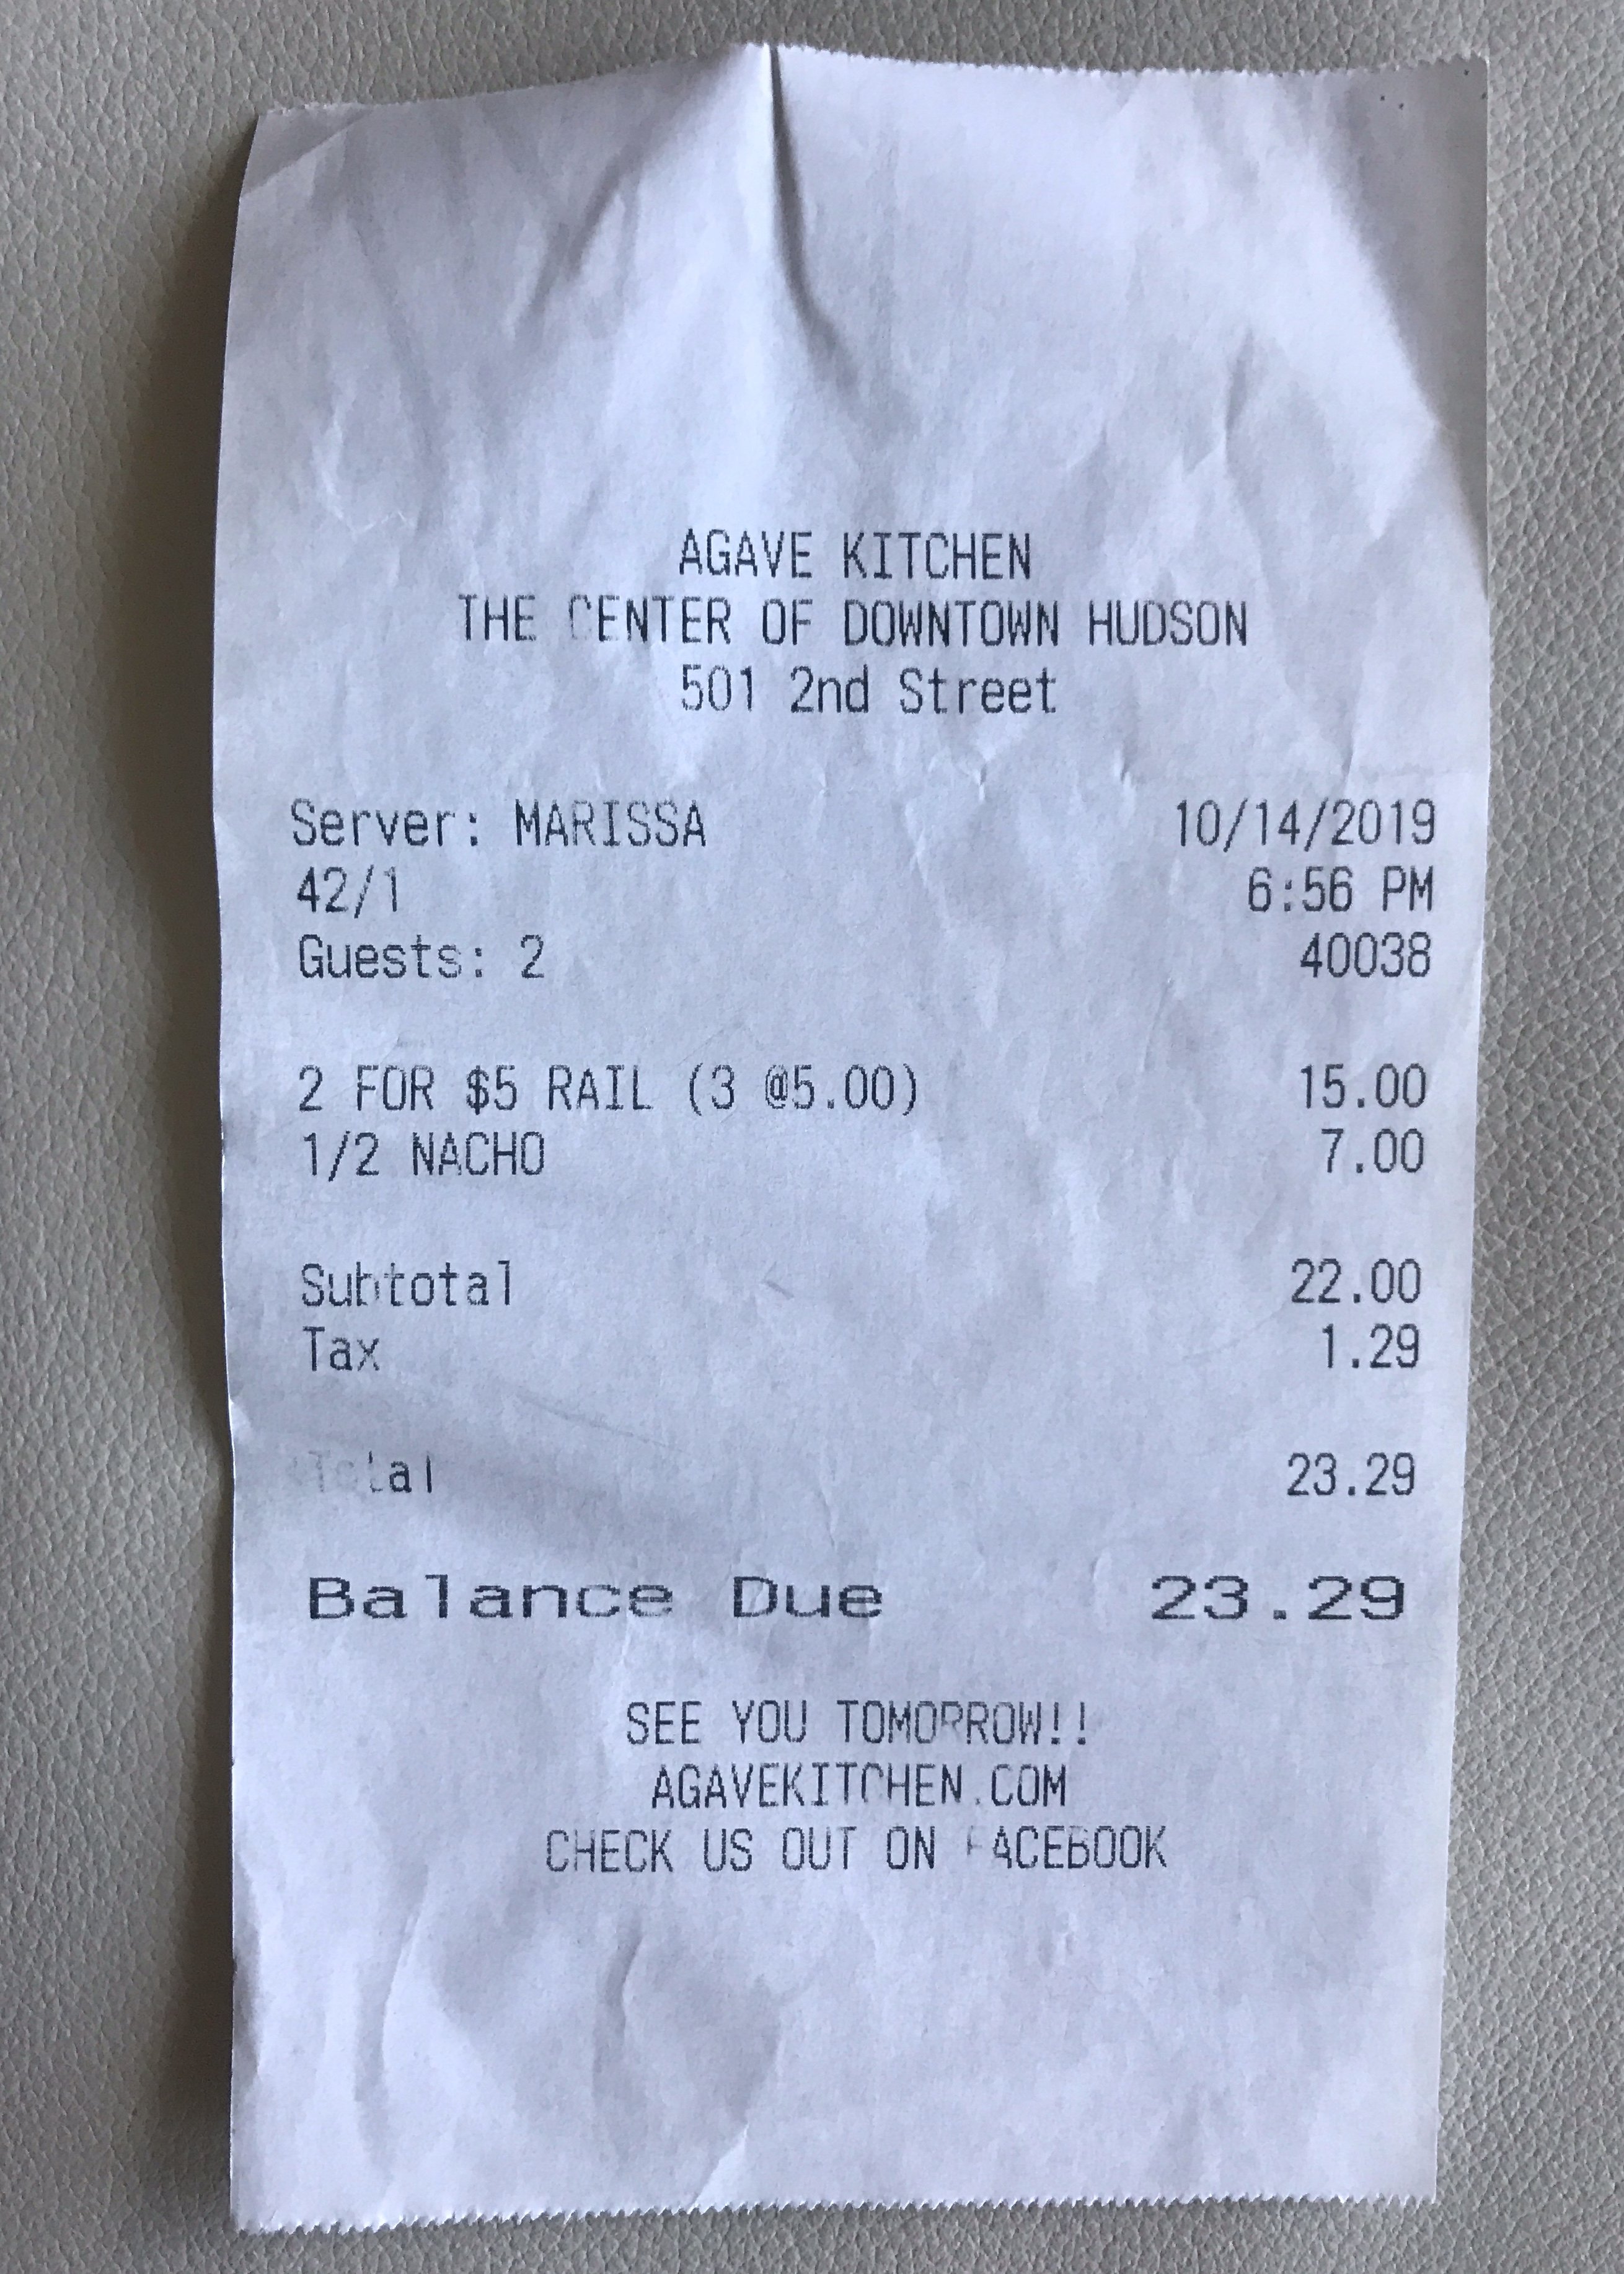 AGAVE KITCHEN
THE CENTER OF DOWNTOWN HUDSON
501 2nd Street
Server: MARISSA 10/14/2019
42/1 6:56 PM
Guests: 2 40038
2 FOR $5 RAIL (3 @5.00) 15.00
1/2 NACHO 7.00
Subtotal 22.00
Tax 1.29
Total 23.29
Balance Due 23.29
SEE YOU TOMORROW!!
AGAVEKITCHEN.COM
CHECK US OUT ON FACEBOOK